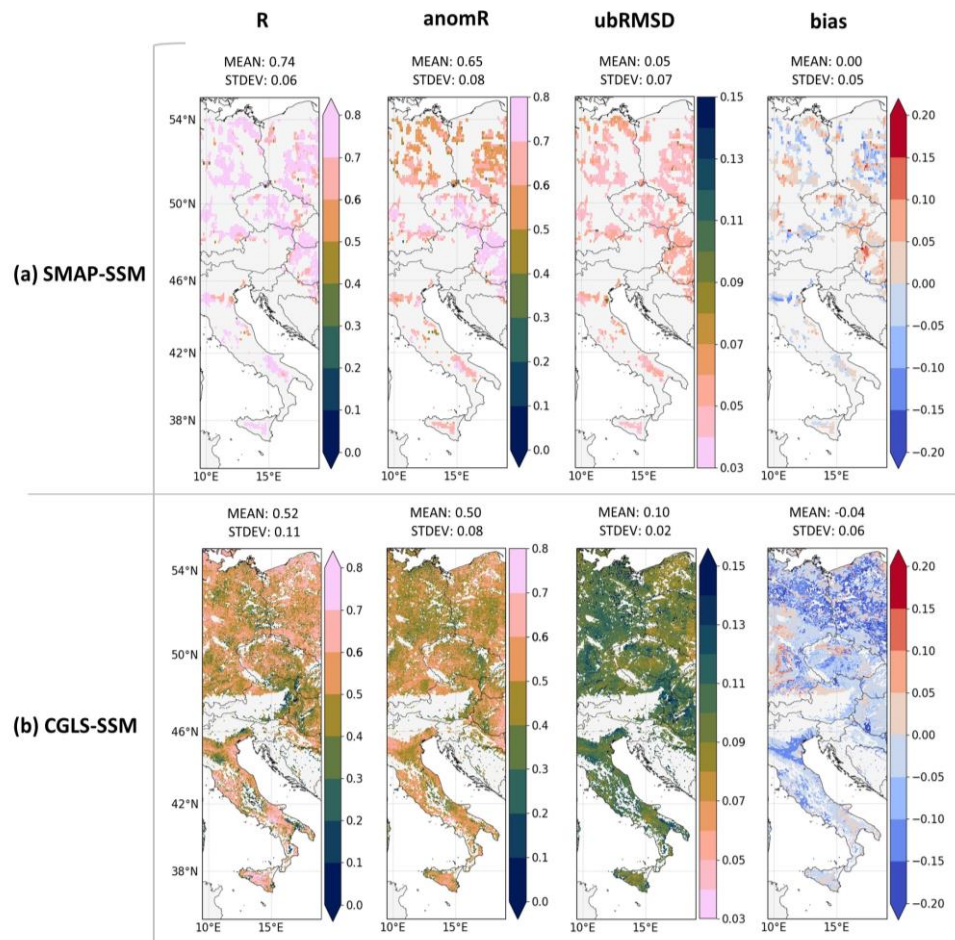 R anomR ubRMSD bias
MEAN: 0.74 MEAN: 0.65 MEAN: 0.05 MEAN: 0.00
STDEV: 0.06 STDEV: 0.08 STDEV: 0.07 STDEV: 0.05
(a) SMAP-SSM
54°N
50°N
46°N
42°N
38°N
10°E 15°E
0.8
0.7
0.6
0.5
0.4
0.3
0.2
0.1
0.0
10°E 15°E
0.8
0.7
0.6
0.5
0.4
0.3
0.2
0.1
0.0
10°E 15°E
0.15
0.13
0.11
0.09
0.07
0.05
0.03
10°E 15°E
0.20
0.15
0.10
0.05
0.00
−0.05
−0.10
−0.15
−0.20
MEAN: 0.52 MEAN: 0.50 MEAN: 0.10 MEAN: -0.04
STDEV: 0.11 STDEV: 0.08 STDEV: 0.02 STDEV: 0.06
(b) CGLS-SSM
54°N
50°N
46°N
42°N
38°N
10°E 15°E
0.8
0.7
0.6
0.5
0.4
0.3
0.2
0.1
0.0
10°E 15°E
0.8
0.7
0.6
0.5
0.4
0.3
0.2
0.1
0.0
10°E 15°E
0.15
0.13
0.11
0.09
0.07
0.05
0.03
10°E 15°E
0.20
0.15
0.10
0.05
0.00
−0.05
−0.10
−0.15
−0.20